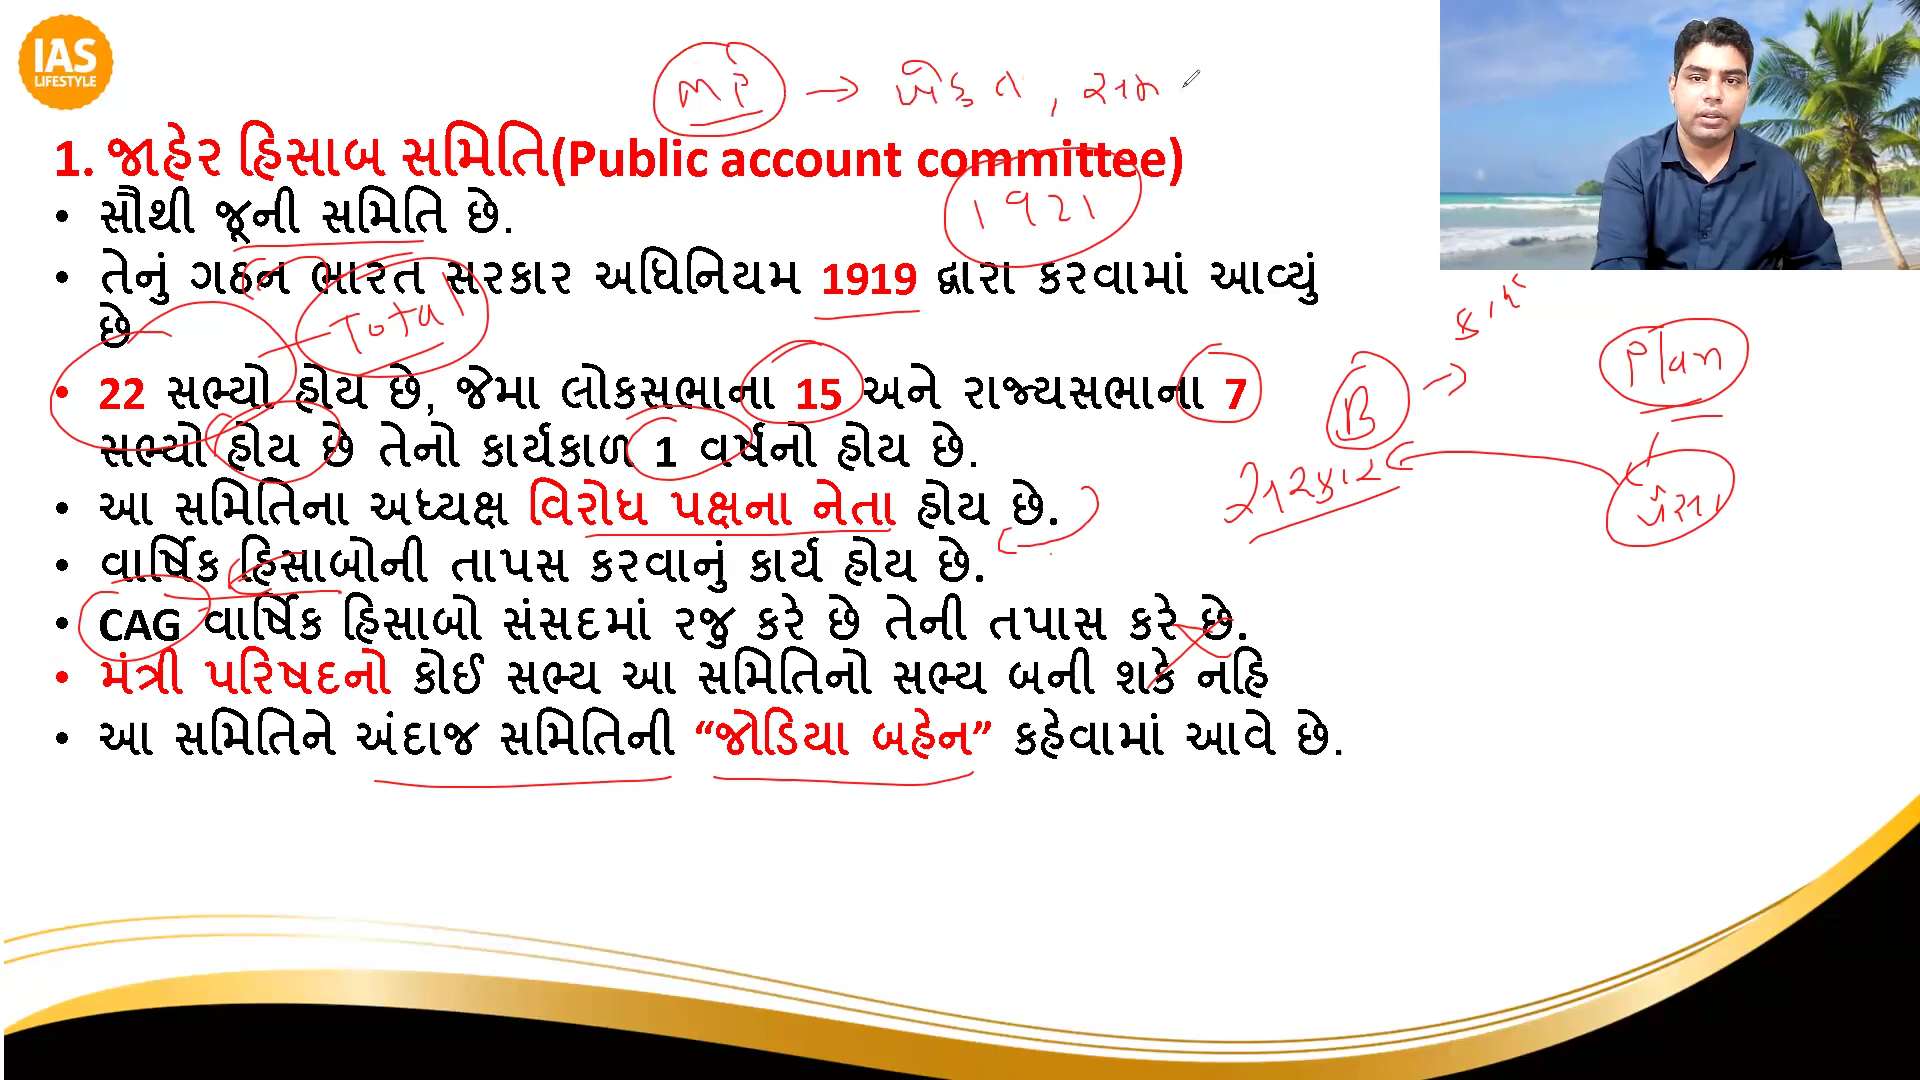 IAS
LIFESTYLE
MP → ખેડૂત , રામ
1. જાહેર હિસાબ સમિતિ(Public account committee)
1921
• સૌથી જૂની સમિતિ છે.
• તેનું ગઠન ભારત સરકાર અધિનિયમ 1919 દ્વારા કરવામાં આવ્યું
છે
Total
Plan
• 22 સભ્યો હોય છે, જેમા લોકસભાના 15 અને રાજ્યસભાના 7
B →
સભ્યો હોય છે તેનો કાર્યકાળ 1 વર્ષનો હોય છે.
સરકાર
પૈસા
• આ સમિતિના અધ્યક્ષ વિરોધ પક્ષના નેતા હોય છે.
• વાર્ષિક હિસાબોની તાપસ કરવાનું કાર્ય હોય છે.
• CAG વાર્ષિક હિસાબો સંસદમાં રજુ કરે છે તેની તપાસ કરે છે.
• મંત્રી પરિષદનો કોઈ સભ્ય આ સમિતિનો સભ્ય બની શકે નહિ
• આ સમિતિને અંદાજ સમિતિની “જોડિયા બહેન” કહેવામાં આવે છે.